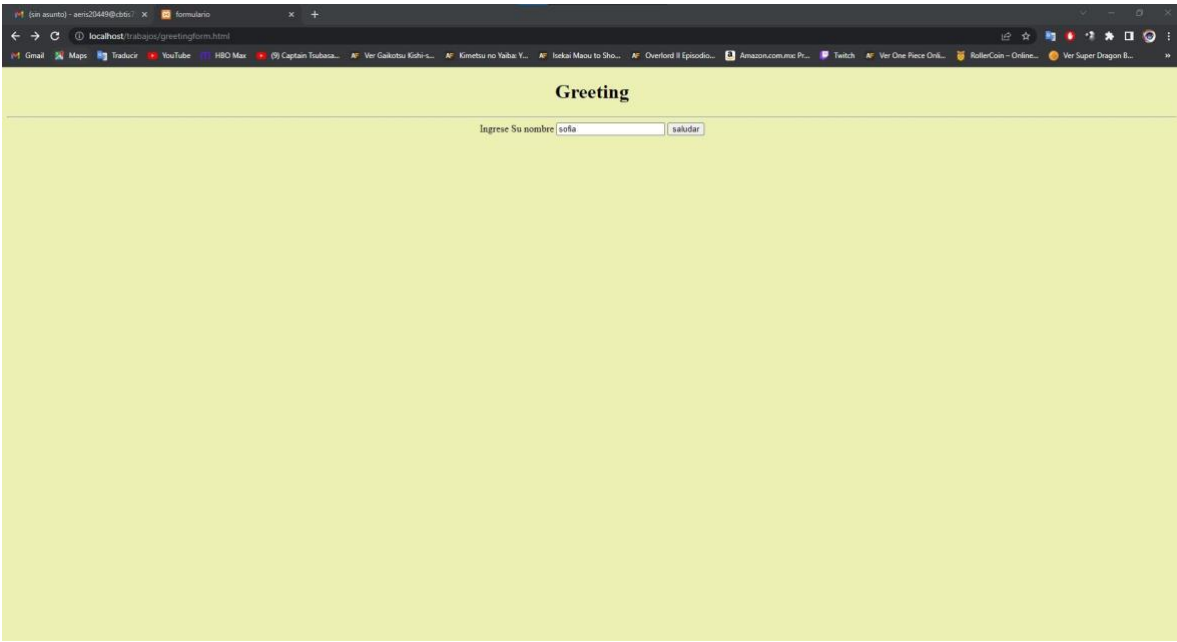 (sin asunto) - aeris20449@cbtis7 formulario
localhost/trabajos/greetingform.html
Gmail Maps Traducir YouTube HBO Max (9) Captain Tsubasa... Ver Gaikotsu Kishi-s... Kimetsu no Yaiba: Y... Isekai Maou to Sho... Overlord II Episodio... Amazon.com.mx: Pr... Twitch Ver One Piece Onli... RollerCoin – Online... Ver Super Dragon B... »
Greeting
Ingrese Su nombre sofia saludar